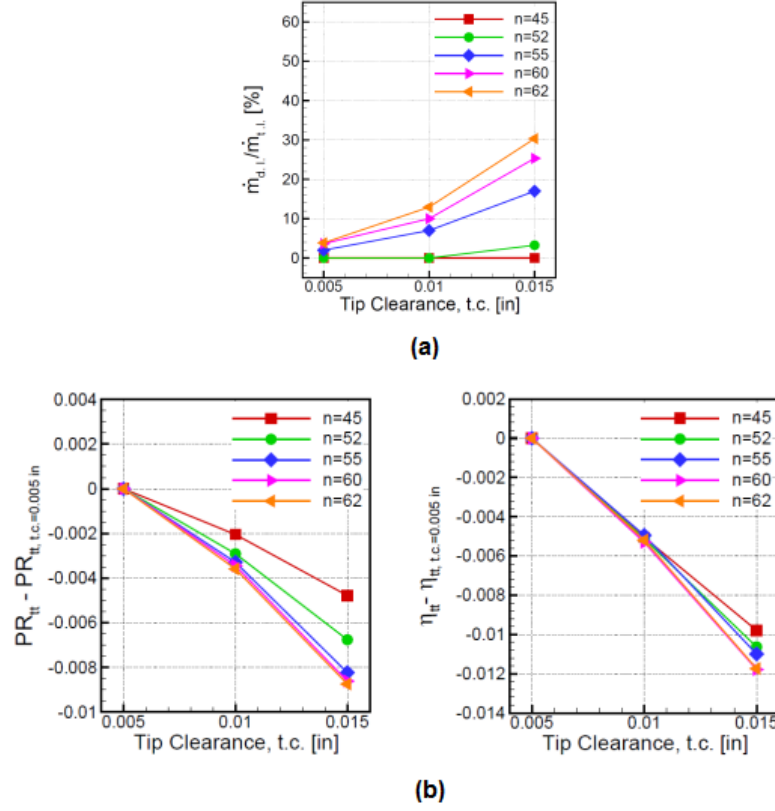 60
50
40
30
20
10
0
ṁd.l./ṁt.l. [%]
n=45
n=52
n=55
n=60
n=62
0.005 0.01 0.015
Tip Clearance, t.c. [in]
(a)
0.004
0.002
0
-0.002
-0.004
-0.006
-0.008
-0.01
PRtt - PRtt, t.c.=0.005 in
n=45
n=52
n=55
n=60
n=62
0.005 0.01 0.015
Tip Clearance, t.c. [in]
0.002
0
-0.002
-0.004
-0.006
-0.008
-0.01
-0.012
-0.014
ηtt- ηtt, t.c.=0.005 in
n=45
n=52
n=55
n=60
n=62
0.005 0.01 0.015
Tip Clearance, t.c. [in]
(b)